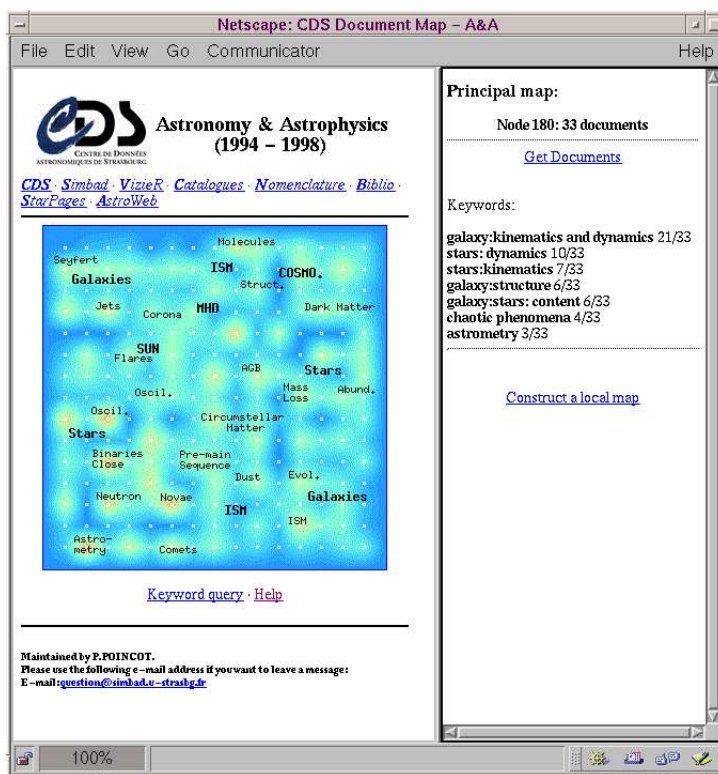 Netscape: CDS Document Map – A&A
File Edit View Go Communicator Help
CDS
CENTRE DE DONNÉES
ASTRONOMIQUES DE STRASBOURG
Astronomy & Astrophysics
(1994 – 1998)
CDS · Simbad · VizieR · Catalogues · Nomenclature · Biblio ·
StarPages · AstroWeb
Molecules
Seyfert
ISM
COSMO.
Galaxies
Struct.
Jets
Corona
MHD
Dark Matter
SUN
Flares
AGB
Stars
Oscil.
Mass
Loss
Abund.
Oscil.
Circumstellar
Matter
Stars
Binaries
Close
Pre-main
Sequence
Dust
Evol.
Neutron
Novae
Galaxies
ISM
ISM
Astro-
metry
Comets
Keyword query · Help
Maintained by P.POINCOT.
Please use the following e-mail address if you want to leave a message:
E-mail:question@simbad.u-strasbg.fr
Principal map:
Node 180: 33 documents
Get Documents
Keywords:
galaxy:kinematics and dynamics 21/33
stars: dynamics 10/33
stars:kinematics 7/33
galaxy:structure 6/33
galaxy:stars: content 6/33
chaotic phenomena 4/33
astrometry 3/33
Construct a local map
100%